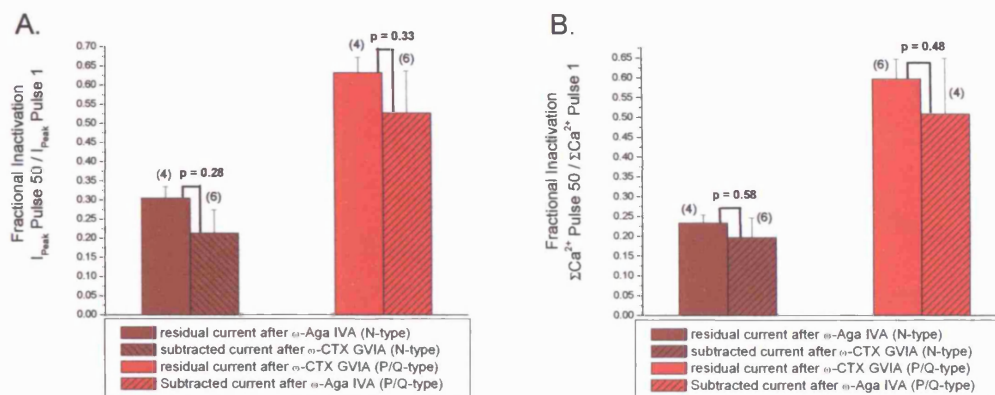 A.
Fractional Inactivation
I Peak Pulse 50 / I Peak Pulse 1
0.70
0.65
0.60
0.55
0.50
0.45
0.40
0.35
0.30
0.25
0.20
0.15
0.10
0.05
0.00
(4)
p = 0.28
(6)
(4)
p = 0.33
(6)
residual current after ω-Aga IVA (N-type)
subtracted current after ω-CTX GVIA (N-type)
residual current after ω-CTX GVIA (P/Q-type)
Subtracted current after ω-Aga IVA (P/Q-type)
B.
Fractional Inactivation
ΣCa²⁺ Pulse 50 / ΣCa²⁺ Pulse 1
0.65
0.60
0.55
0.50
0.45
0.40
0.35
0.30
0.25
0.20
0.15
0.10
0.05
0.00
(4)
p = 0.58
(6)
(6)
p = 0.48
(4)
residual current after ω-Aga IVA (N-type)
subtracted current after ω-CTX GVIA (N-type)
residual current after ω-CTX GVIA (P/Q-type)
Subtracted current after ω-Aga IVA (P/Q-type)